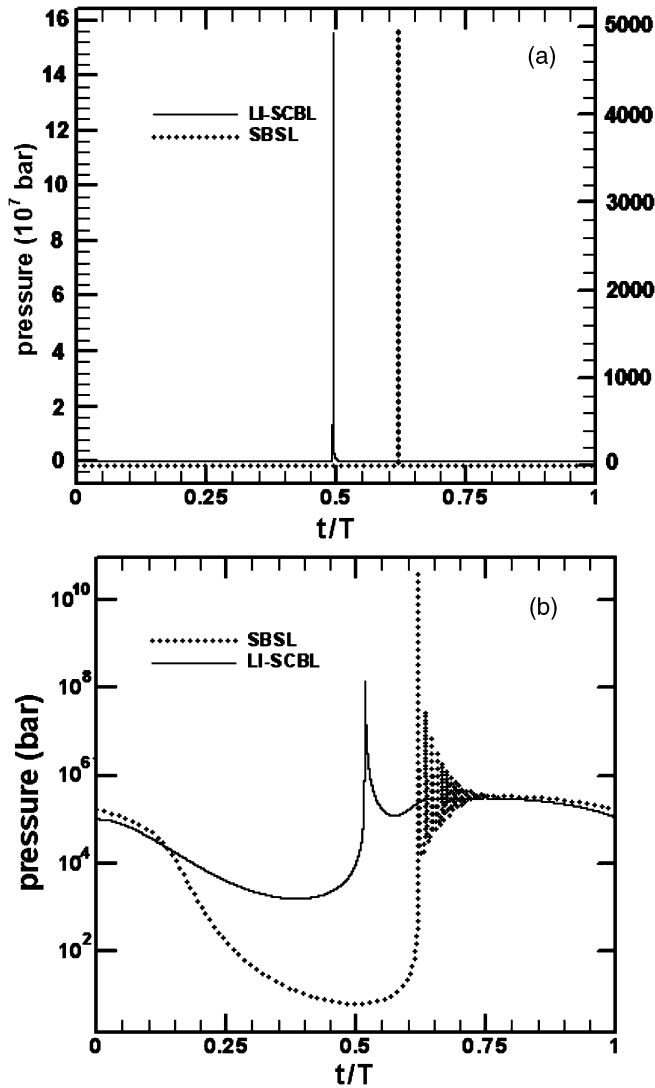 16
14
12
10
8
6
4
2
0
pressure (10⁷ bar)
(a)
LI-SCBL
SBSL
5000
4000
3000
2000
1000
0
0 0.25 0.5 0.75 1
t/T
(b)
SBSL
LI-SCBL
10¹⁰
10⁸
10⁶
10⁴
10²
pressure (bar)
0 0.25 0.5 0.75 1
t/T